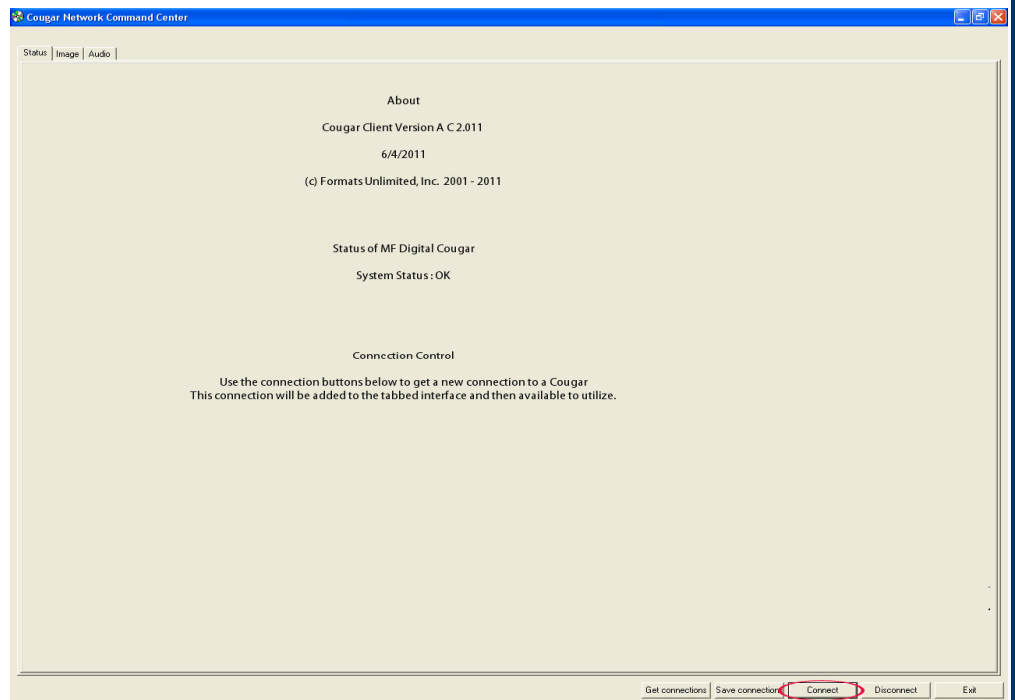 Cougar Network Command Center
Status Image Audio
About
Cougar Client Version A C 2.011
6/4/2011
(c) Formats Unlimited, Inc. 2001 - 2011
Status of MF Digital Cougar
System Status : OK
Connection Control
Use the connection buttons below to get a new connection to a Cougar
This connection will be added to the tabbed interface and then available to utilize.
Get connections Save connection Connect Disconnect Exit